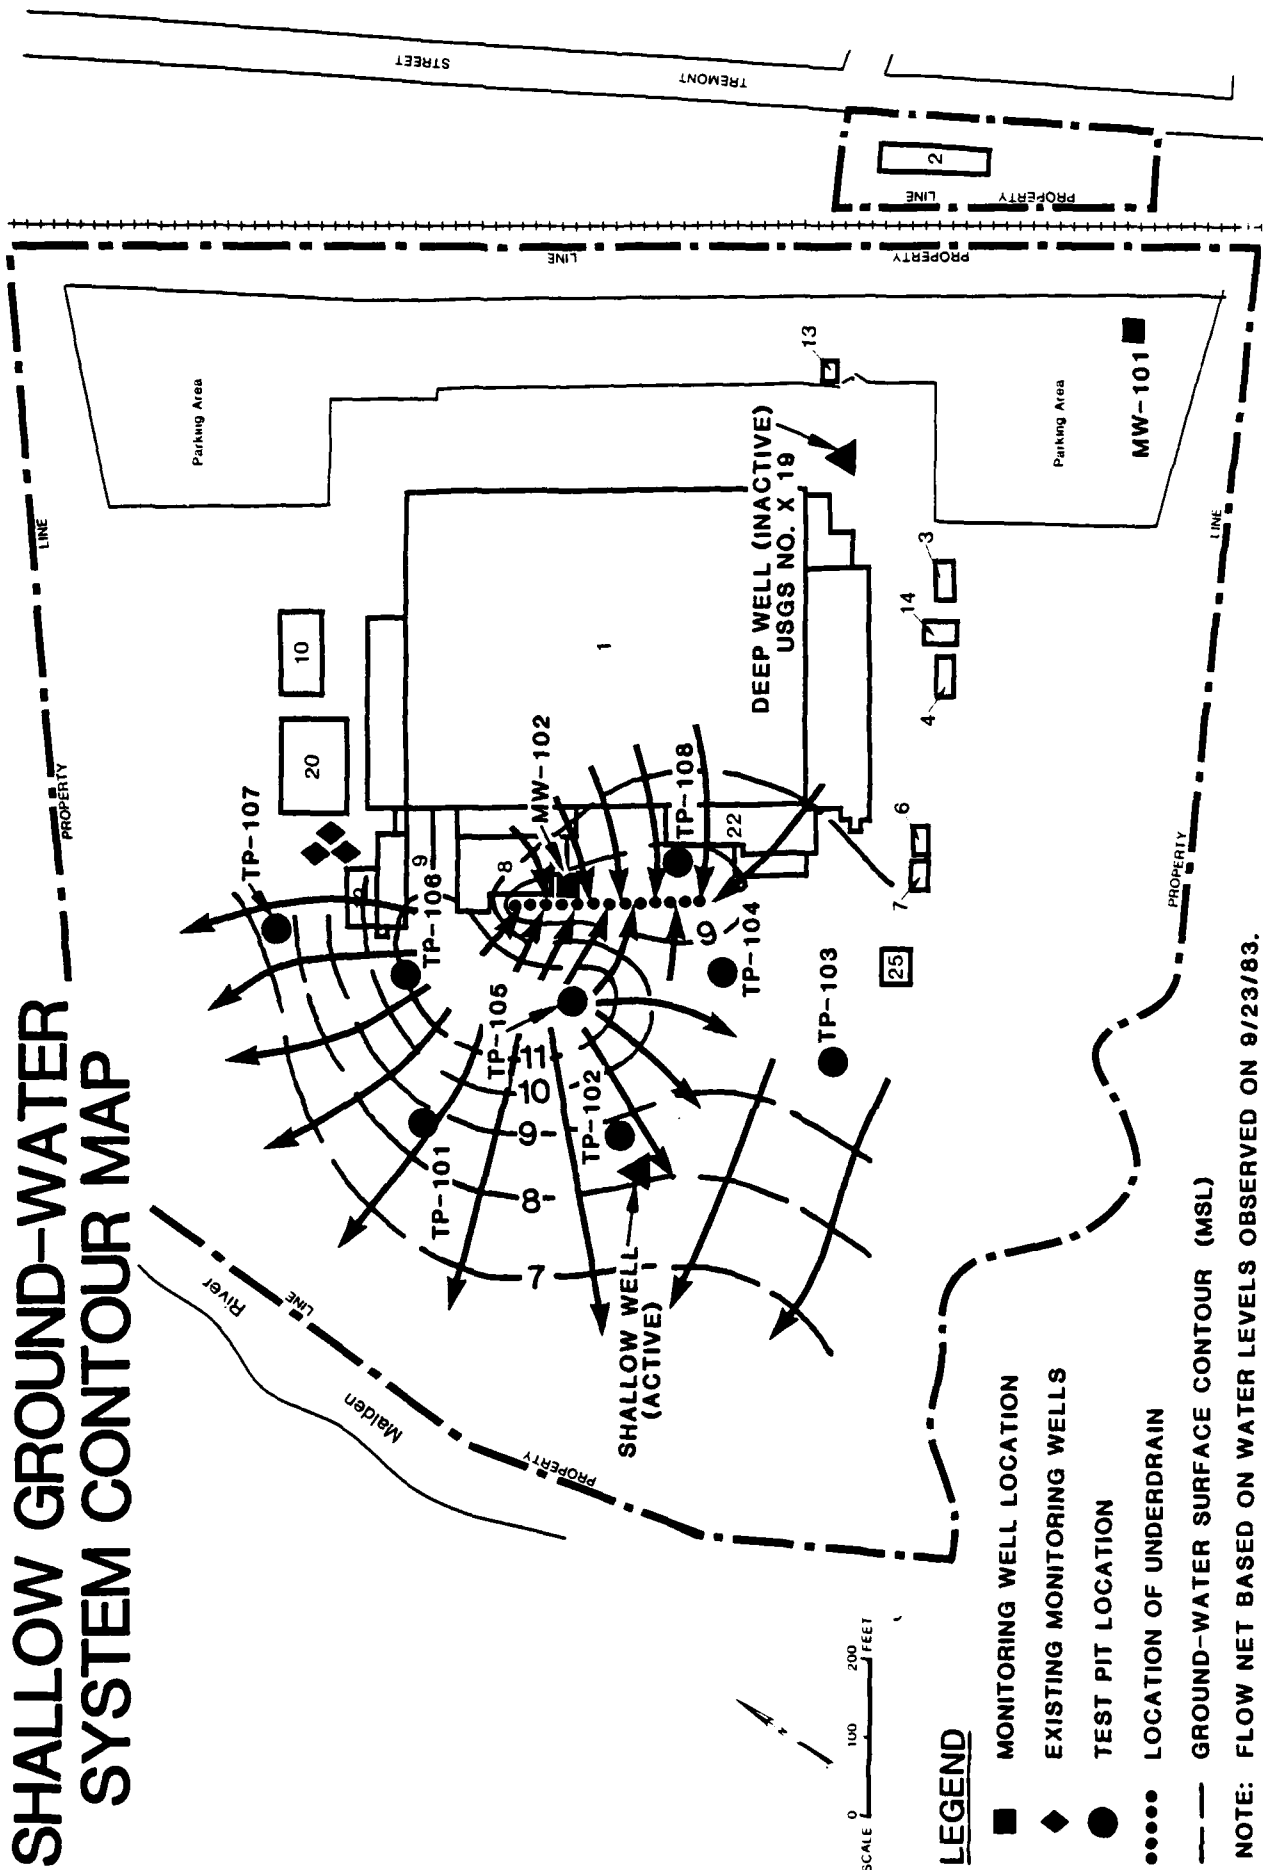 SHALLOW GROUND-WATER
SYSTEM CONTOUR MAP
TREMONT
STREET
PROPERTY
LINE
2
PROPERTY
LINE
PROPERTY
LINE
PROPERTY
LINE
PROPERTY
LINE
Parking Area
Parking Area
13
MW-101
DEEP WELL (INACTIVE)
USGS NO. X 19
10
20
1
3
14
4
6
7
25
TP-107
MW-102
TP-108
22
9
8
TP-106
TP-104
9
TP-103
TP-105
11
10
9
8
7
TP-102
TP-101
SHALLOW WELL
(ACTIVE)
Malden
River
SCALE
0
100
200
FEET
N
LEGEND
MONITORING WELL LOCATION
EXISTING MONITORING WELLS
TEST PIT LOCATION
LOCATION OF UNDERDRAIN
GROUND-WATER SURFACE CONTOUR (MSL)
NOTE: FLOW NET BASED ON WATER LEVELS OBSERVED ON 9/23/83.